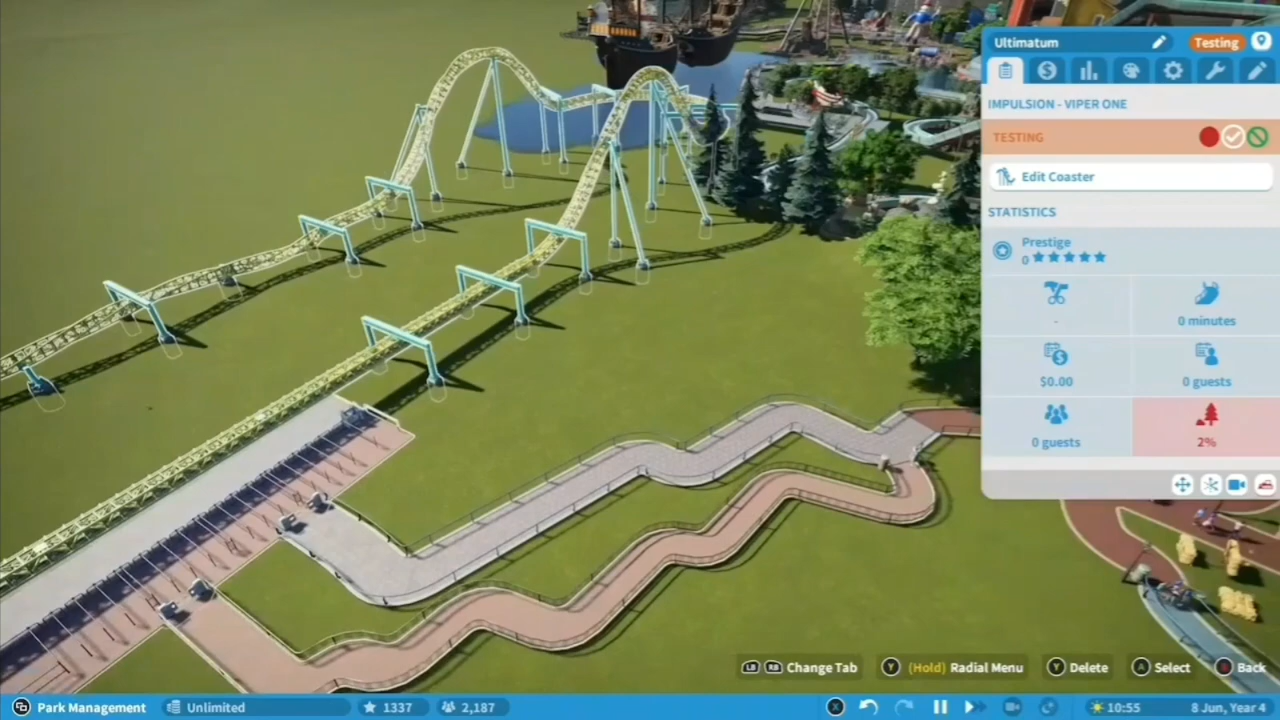 Ultimatum
Testing
IMPULSION - VIPER ONE
TESTING
Edit Coaster
STATISTICS
Prestige
0
-
0 minutes
$0.00
0 guests
0 guests
2%
LB RB Change Tab
Y (Hold) Radial Menu
Y Delete
A Select
B Back
Park Management
Unlimited
1337
2,187
X
10:55
8 Jun, Year 4